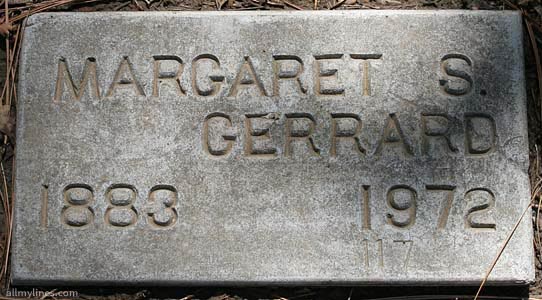 MARGARET S.
GERRARD
1883 1972
117
allmylines.com